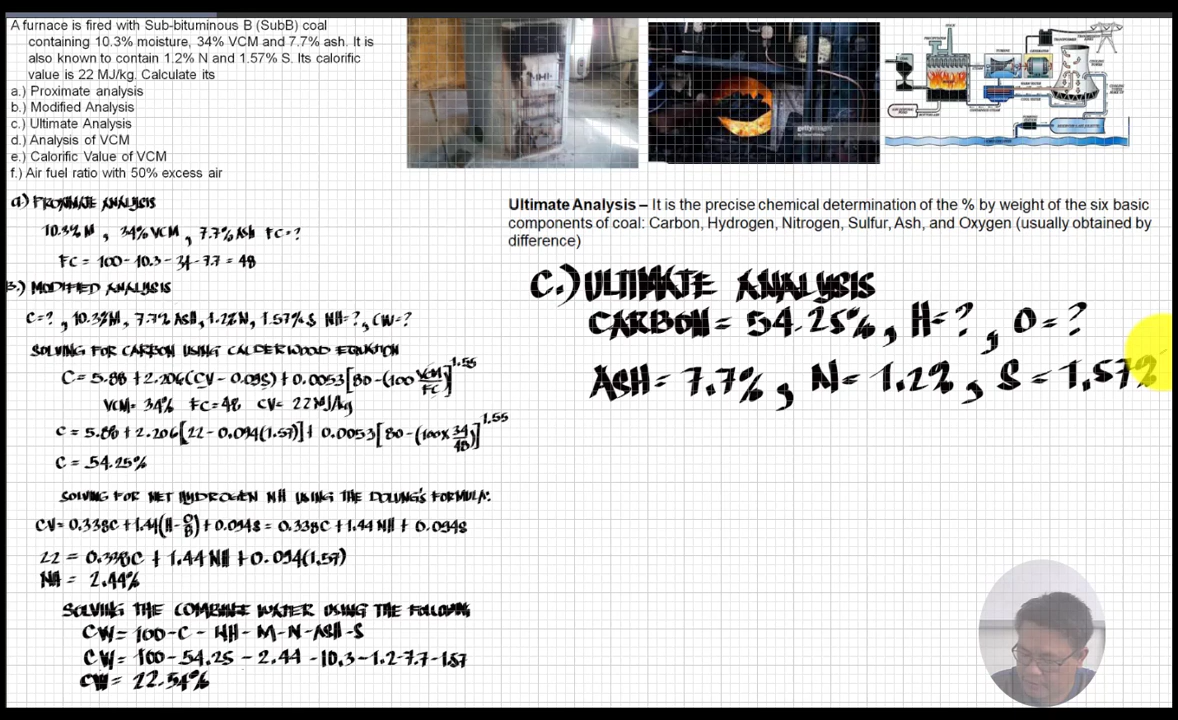 A furnace is fired with Sub-bituminous B (SubB) coal
containing 10.3% moisture, 34% VCM and 7.7% ash. It is
also known to contain 1.2% N and 1.57% S. Its calorific
value is 22 MJ/kg. Calculate its
a.) Proximate analysis
b.) Modified Analysis
c.) Ultimate Analysis
d.) Analysis of VCM
e.) Calorific Value of VCM
f.) Air fuel ratio with 50% excess air
a) PROXIMATE ANALYSIS
10.3% M , 34% VCM , 7.7% ASH FC = ?
FC = 100 - 10.3 - 34 - 7.7 = 48
B.) MODIFIED ANALYSIS
C = ? , 10.3% M , 7.7% ASH, 1.2% N, 1.57% S NH = ? , CW = ?
SOLVING FOR CARBON USING CALDERWOOD EQUATION
C = 5.88 + 2.206(CV - 0.09S) + 0.0053[80 - (100 VCM/FC)]^1.55
VCM = 34% FC = 48 CV = 22 MJ/kg
C = 5.88 + 2.206[22 - 0.094(1.57)] + 0.0053[80 - (100 x 34/48)]^1.55
C = 54.25%
SOLVING FOR NET HYDROGEN NH USING THE DULUNG'S FORMULA:
CV = 0.338C + 1.44(H - O/8) + 0.094S = 0.338C + 1.44 NH + 0.094S
22 = 0.338C + 1.44 NH + 0.094(1.57)
NH = 2.44%
SOLVING THE COMBINE WATER USING THE FOLLOWING
CW = 100 - C - NH - M - N - ASH - S
CW = 100 - 54.25 - 2.44 - 10.3 - 1.2 - 7.7 - 1.57
CW = 22.54%
gettyimages
Ultimate Analysis – It is the precise chemical determination of the % by weight of the six basic
components of coal: Carbon, Hydrogen, Nitrogen, Sulfur, Ash, and Oxygen (usually obtained by
difference)
C.) ULTIMATE ANALYSIS
CARBON = 54.25% , H = ? , O = ?
ASH = 7.7% , N = 1.2% , S = 1.57%